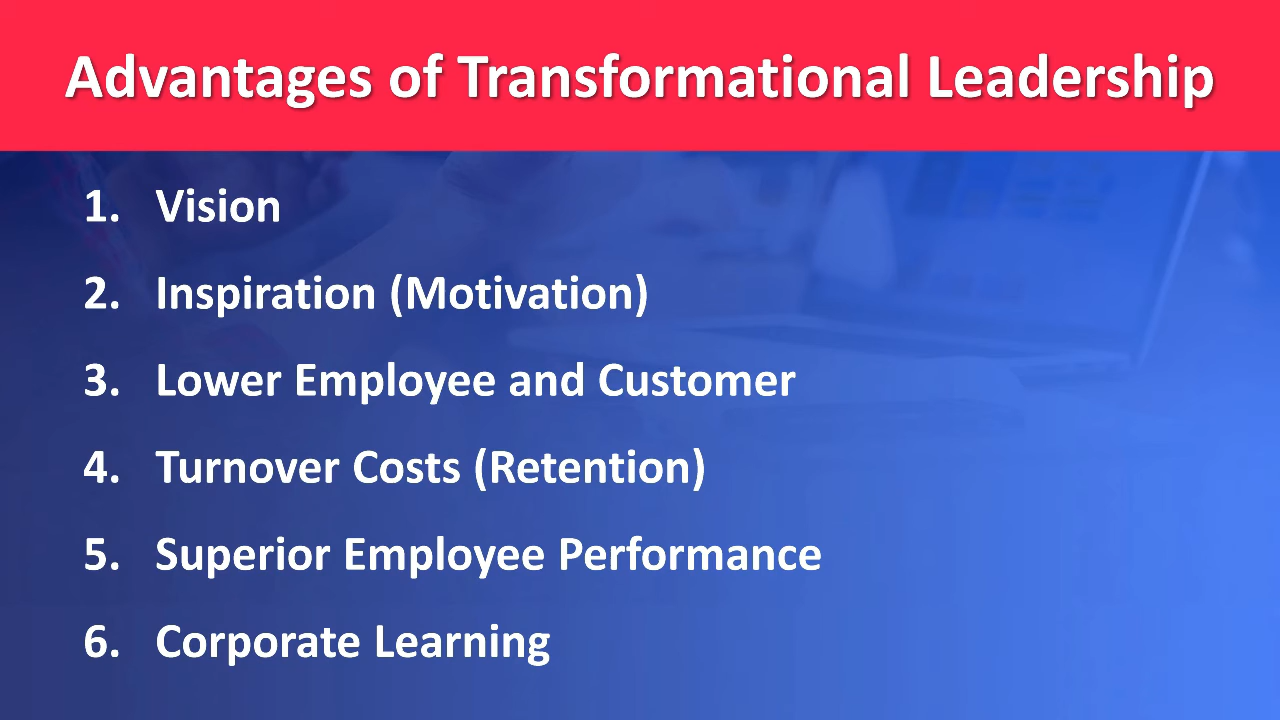 Advantages of Transformational Leadership
1. Vision
2. Inspiration (Motivation)
3. Lower Employee and Customer
4. Turnover Costs (Retention)
5. Superior Employee Performance
6. Corporate Learning